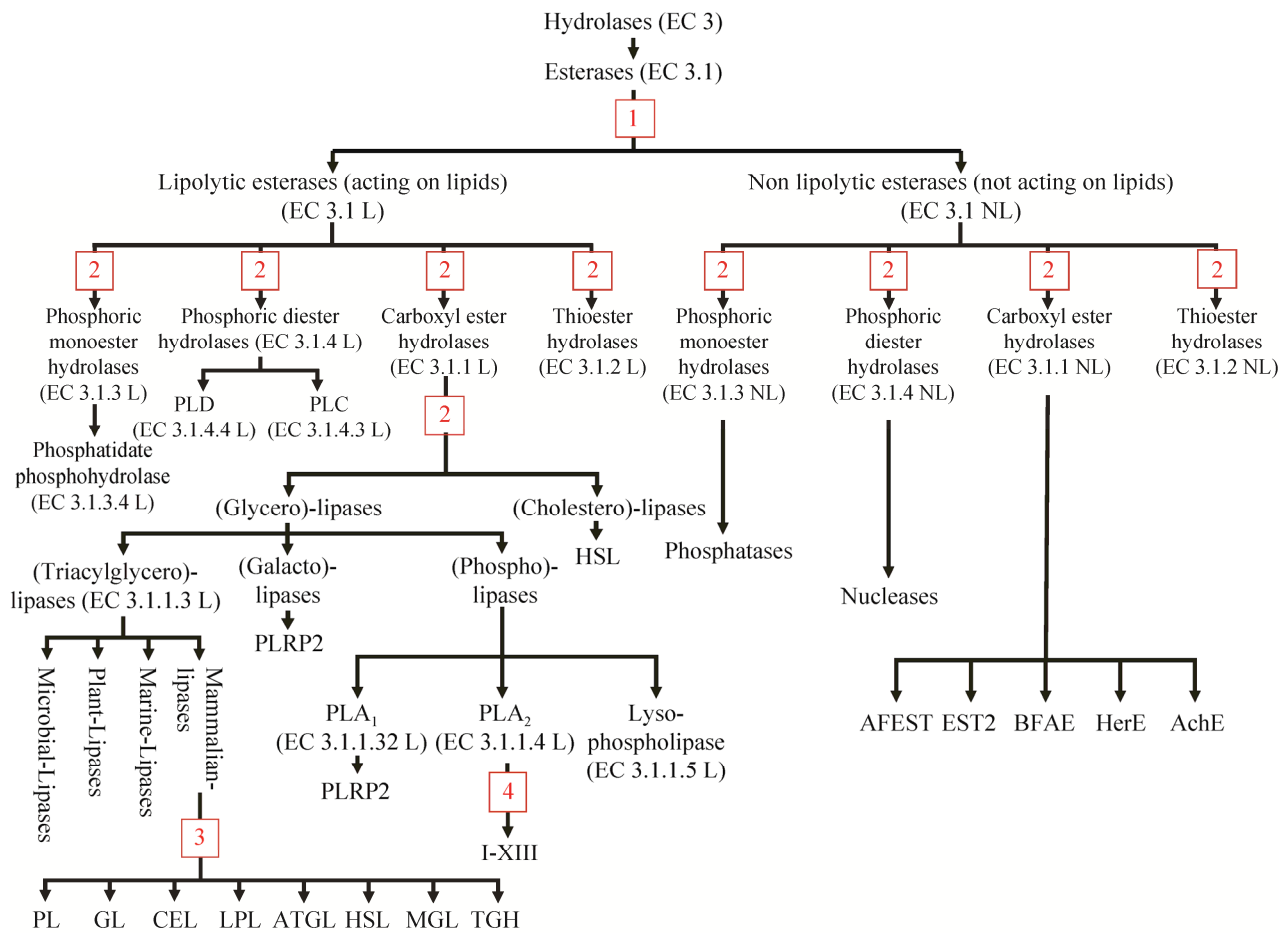 Hydrolases (EC 3)
Esterases (EC 3.1)
1
Lipolytic esterases (acting on lipids)
(EC 3.1 L)
Non lipolytic esterases (not acting on lipids)
(EC 3.1 NL)
2
2
2
2
2
2
2
2
Phosphoric
monoester
hydrolases
(EC 3.1.3 L)
Phosphoric diester
hydrolases (EC 3.1.4 L)
Carboxyl ester
hydrolases
(EC 3.1.1 L)
Thioester
hydrolases
(EC 3.1.2 L)
Phosphoric
monoester
hydrolases
(EC 3.1.3 NL)
Phosphoric
diester
hydrolases
(EC 3.1.4 NL)
Carboxyl ester
hydrolases
(EC 3.1.1 NL)
Thioester
hydrolases
(EC 3.1.2 NL)
PLD
(EC 3.1.4.4 L)
PLC
(EC 3.1.4.3 L)
2
Phosphatidate
phosphohydrolase
(EC 3.1.3.4 L)
(Glycero)-lipases
(Cholestero)-lipases
HSL
Phosphatases
Nucleases
(Triacylglycero)-
lipases (EC 3.1.1.3 L)
(Galacto)-
lipases
PLRP2
(Phospho)-
lipases
Microbial-Lipases
Plant-Lipases
Marine-Lipases
Mammalian-
lipases
PLA₁
(EC 3.1.1.32 L)
PLRP2
PLA₂
(EC 3.1.1.4 L)
4
I-XIII
Lyso-
phospholipase
(EC 3.1.1.5 L)
AFEST
EST2
BFAE
HerE
AchE
3
PL
GL
CEL
LPL
ATGL
HSL
MGL
TGH